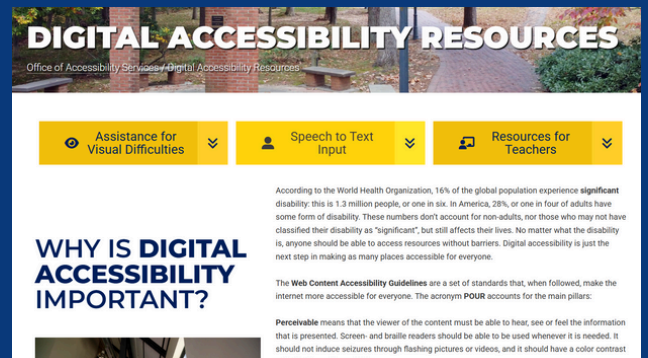 DIGITAL ACCESSIBILITY RESOURCES
Office of Accessibility Services / Digital Accessibility Resources
Assistance for
Visual Difficulties
Speech to Text
Input
Resources for
Teachers
WHY IS DIGITAL
ACCESSIBILITY
IMPORTANT?
According to the World Health Organization, 16% of the global population experience significant
disability: this is 1.3 million people, or one in six. In America, 28%, or one in four of adults have
some form of disability. These numbers don't account for non-adults, nor those who may not have
classified their disability as "significant", but still affects their lives. No matter what the disability
is, anyone should be able to access resources without barriers. Digital accessibility is just the
next step in making as many places accessible for everyone.
The Web Content Accessibility Guidelines are a set of standards that, when followed, make the
internet more accessible for everyone. The acronym POUR accounts for the main pillars:
Perceivable means that the viewer of the content must be able to hear, see or feel the information
that is presented. Screen- and braille readers should be able to be used whenever it is needed. It
should not induce seizures through flashing pictures or videos, and it should have a color contrast